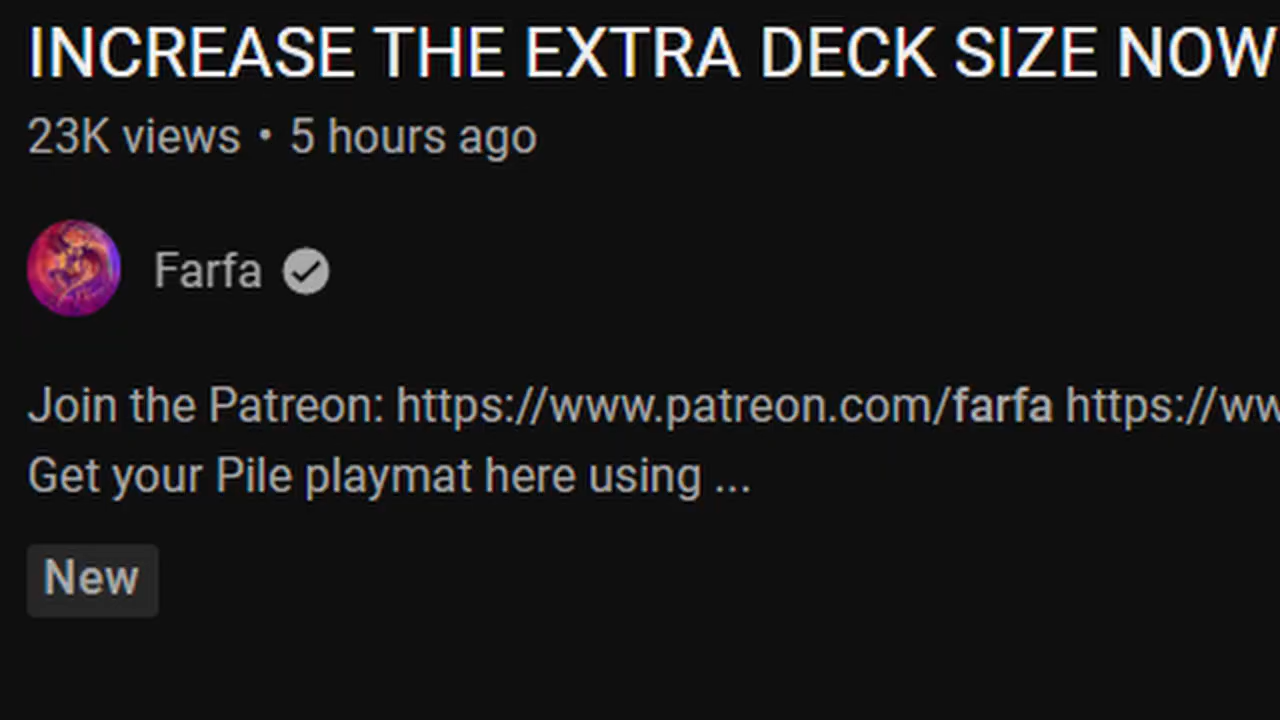 INCREASE THE EXTRA DECK SIZE NOW
23K views • 5 hours ago
Farfa
Join the Patreon: https://www.patreon.com/farfa https://ww
Get your Pile playmat here using ...
New